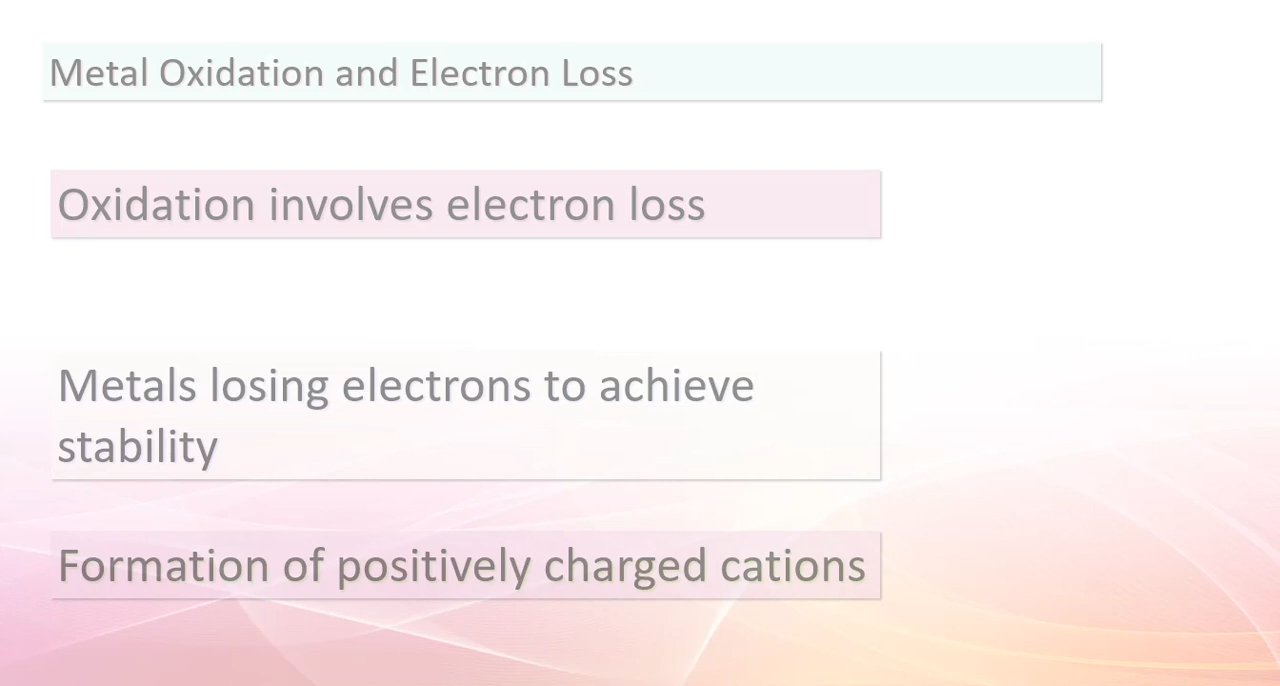 Metal Oxidation and Electron Loss
Oxidation involves electron loss
Metals losing electrons to achieve
stability
Formation of positively charged cations